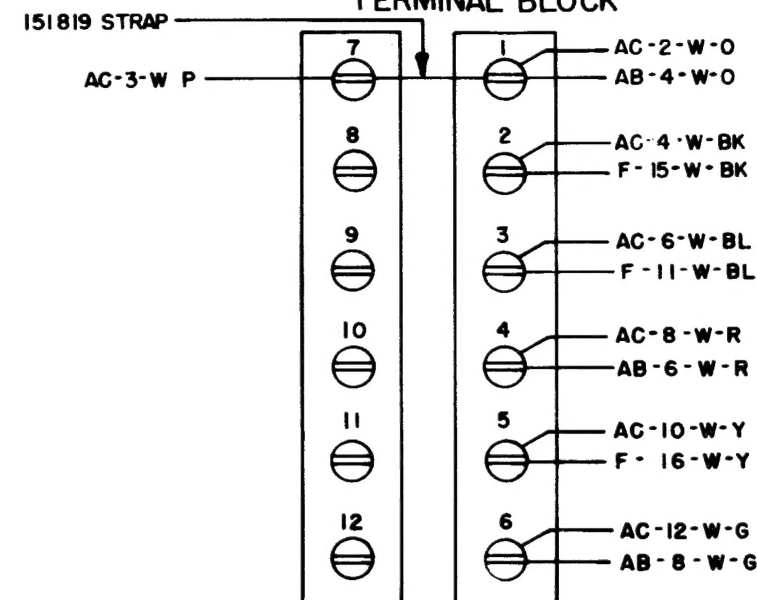 TERMINAL BLOCK
151819 STRAP
7
1
AC-2-W-O
AC-3-W P
AB-4-W-O
8
2
AC-4-W-BK
F-15-W-BK
9
3
AC-6-W-BL
F-11-W-BL
10
4
AC-8-W-R
AB-6-W-R
11
5
AC-10-W-Y
F-16-W-Y
12
6
AC-12-W-G
AB-8-W-G